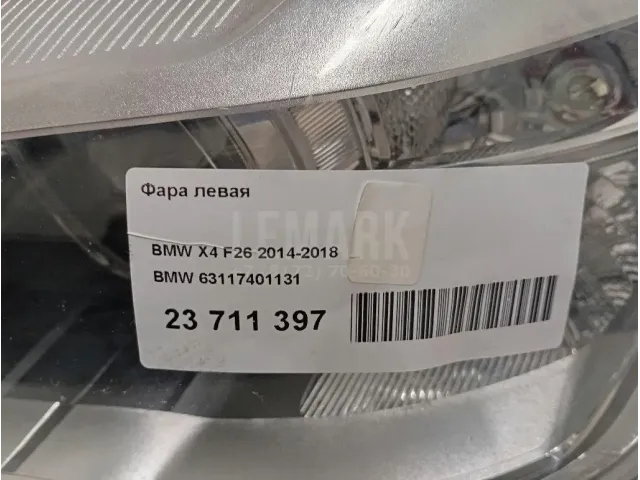 Фара левая
LEMARK
BMW X4 F26 2014-2018
BMW 63117401131
23 711 397